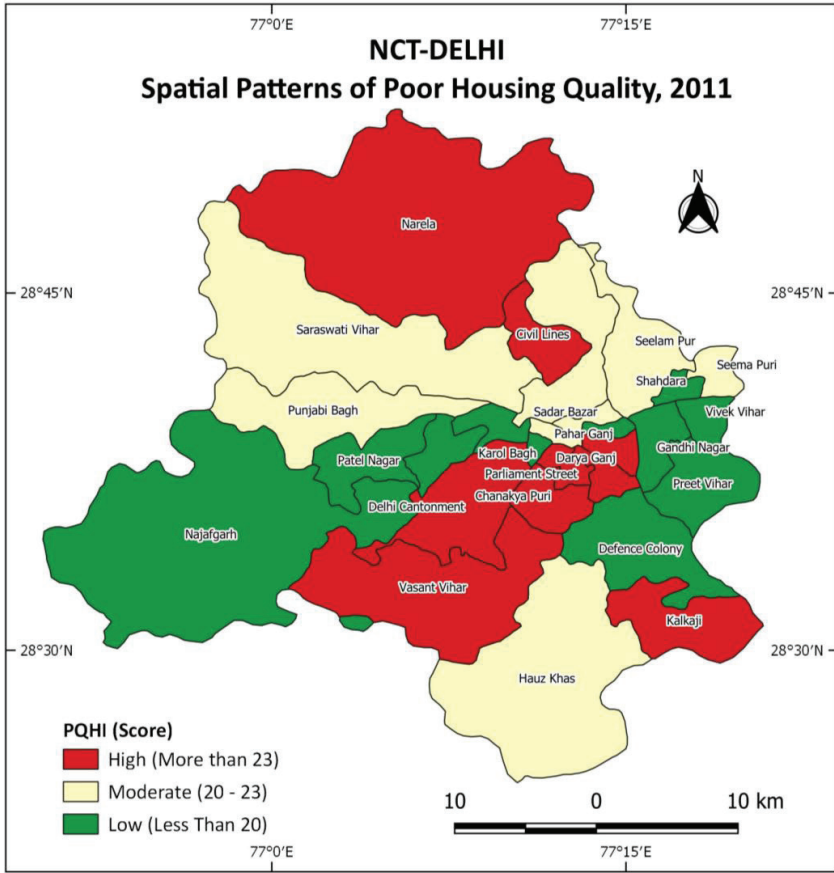 77°0′E
77°15′E
NCT-DELHI
Spatial Patterns of Poor Housing Quality, 2011
N
Narela
28°45′N
28°45′N
Saraswati Vihar
Civil Lines
Seelam Pur
Seema Puri
Shahdara
Punjabi Bagh
Sadar Bazar
Vivek Vihar
Pahar Ganj
Gandhi Nagar
Karol Bagh
Darya Ganj
Patel Nagar
Parliament Street
Preet Vihar
Chanakya Puri
Delhi Cantonment
Najafgarh
Defence Colony
Vasant Vihar
Kalkaji
28°30′N
28°30′N
Hauz Khas
PQHI (Score)
High (More than 23)
Moderate (20 - 23)
Low (Less Than 20)
10 0 10 km
77°0′E
77°15′E